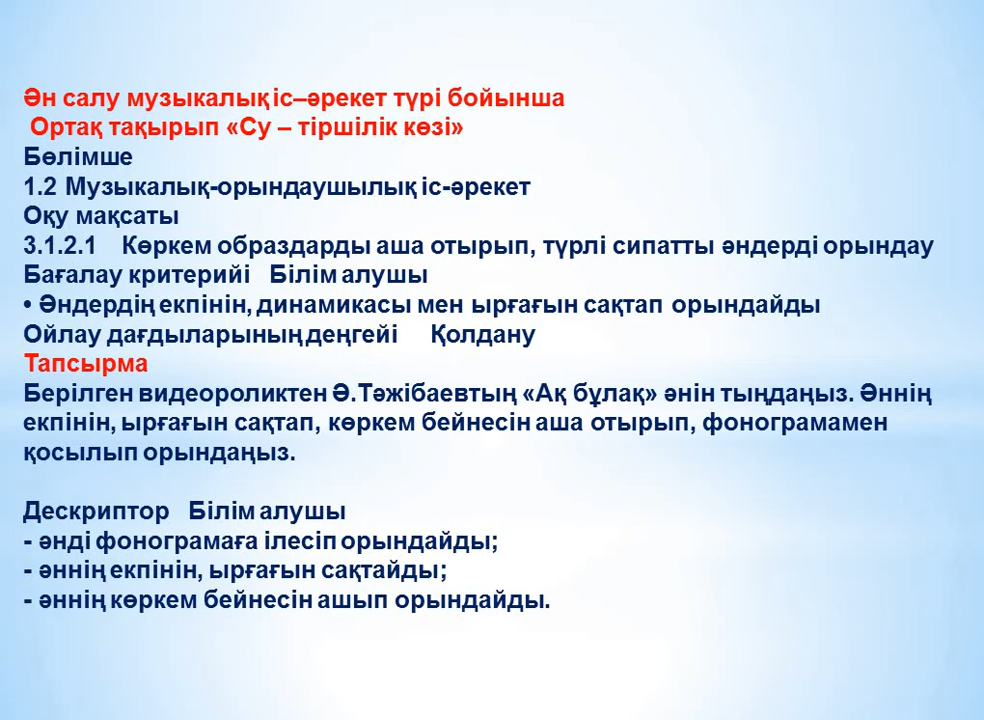 Ән салу музыкалық іс–әрекет түрі бойынша
Ортақ тақырып «Су – тіршілік көзі»
Бөлімше
1.2 Музыкалық-орындаушылық іс-әрекет
Оқу мақсаты
3.1.2.1 Көркем образдарды аша отырып, түрлі сипатты әндерді орындау
Бағалау критерийі Білім алушы
• Әндердің екпінін, динамикасы мен ырғағын сақтап орындайды
Ойлау дағдыларының деңгейі Қолдану
Тапсырма
Берілген видеороликтен Ә.Тәжібаевтың «Ақ бұлақ» әнін тыңдаңыз. Әннің
екпінін, ырғағын сақтап, көркем бейнесін аша отырып, фонограмамен
қосылып орындаңыз.
Дескриптор Білім алушы
- әнді фонограмаға ілесіп орындайды;
- әннің екпінін, ырғағын сақтайды;
- әннің көркем бейнесін ашып орындайды.